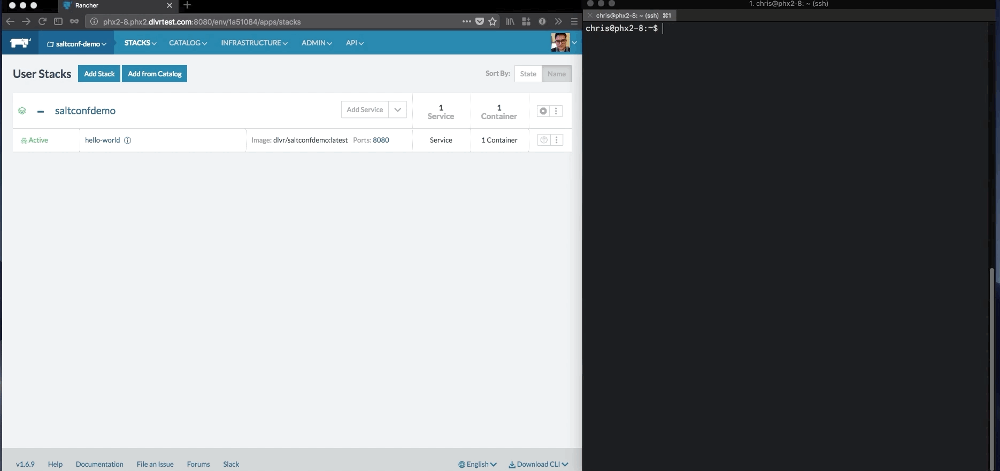 Rancher
phx2-8.phx2.dlvrtest.com:8080/env/1a51084/apps/stacks
saltconf-demo STACKS CATALOG INFRASTRUCTURE ADMIN API
User Stacks Add Stack Add from Catalog Sort By: State Name
saltconfdemo Add Service 1 Service 1 Container
Active hello-world Image: dlvr/saltconfdemo:latest Ports: 8080 Service 1 Container
v1.6.9 Help Documentation File an Issue Forums Slack English Download CLI
1. chris@phx2-8: ~ (ssh)
chris@phx2-8: ~ (ssh) ⌘1
chris@phx2-8:~$